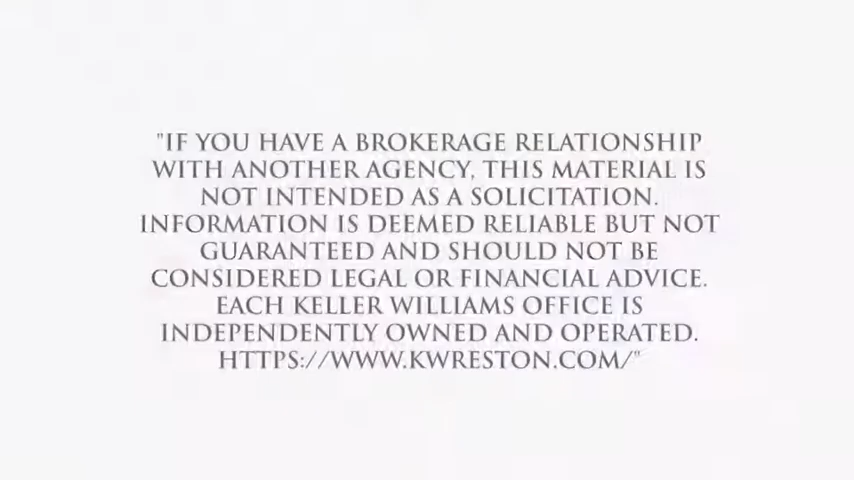 "IF YOU HAVE A BROKERAGE RELATIONSHIP
WITH ANOTHER AGENCY, THIS MATERIAL IS
NOT INTENDED AS A SOLICITATION.
INFORMATION IS DEEMED RELIABLE BUT NOT
GUARANTEED AND SHOULD NOT BE
CONSIDERED LEGAL OR FINANCIAL ADVICE.
EACH KELLER WILLIAMS OFFICE IS
INDEPENDENTLY OWNED AND OPERATED.
HTTPS://WWW.KWRESTON.COM/"